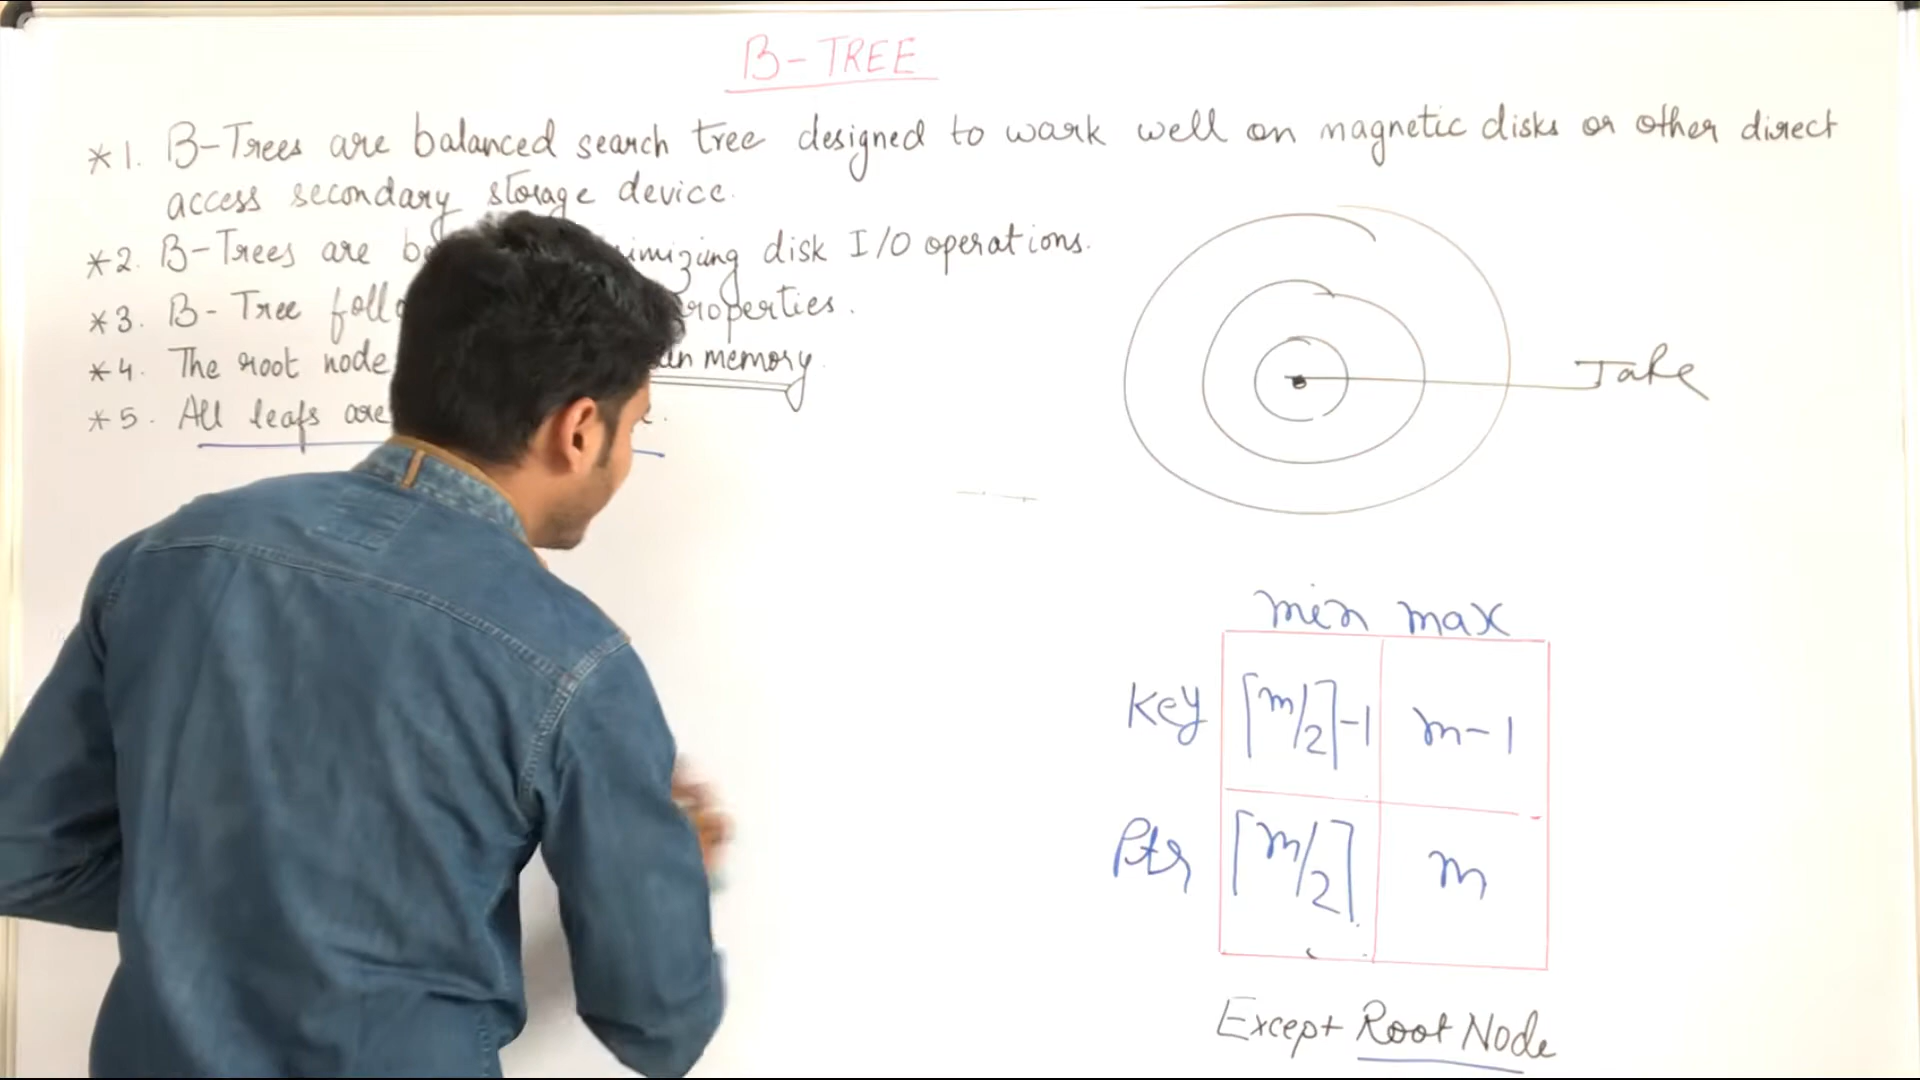 B-TREE
*1. B-Trees are balanced search tree designed to work well on magnetic disks or other direct
access secondary storage device.
*2. B-Trees are disk I/O operations.
*3. B-Tree
*4. The root node memory
*5. All leafs are
min max
Key ⌈m/2⌉-1 m-1
Ptr ⌈m/2⌉ m
Except Root Node